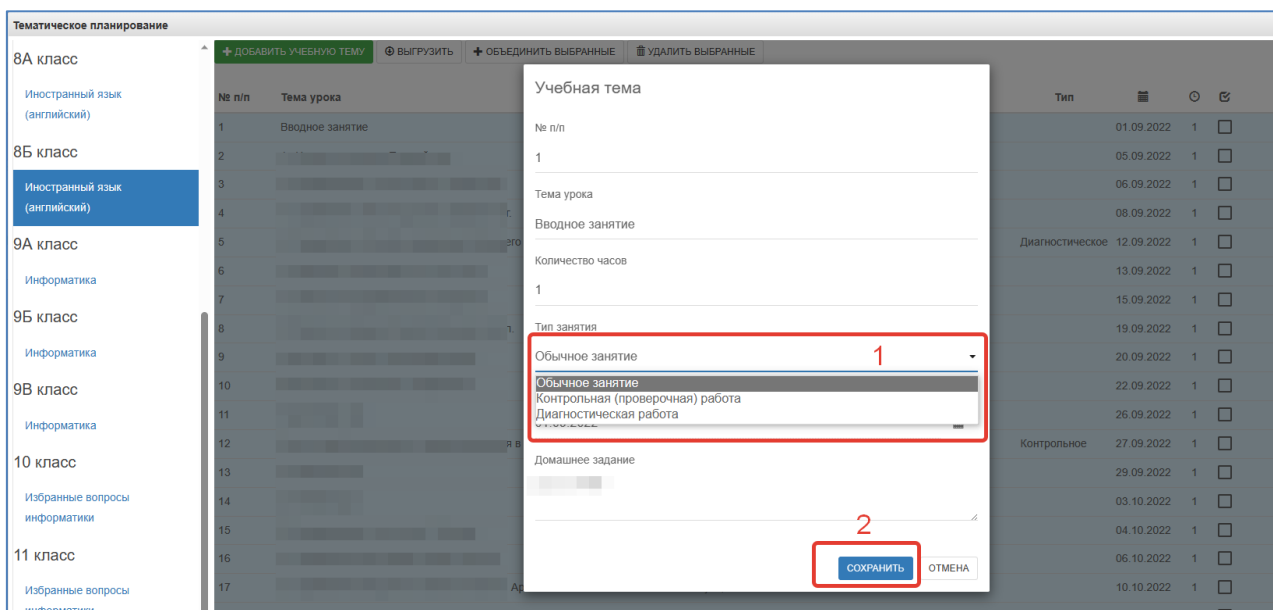 Тематическое планирование
8А класс
Иностранный язык
(английский)
8Б класс
Иностранный язык
(английский)
9А класс
Информатика
9Б класс
Информатика
9В класс
Информатика
10 класс
Избранные вопросы
информатики
11 класс
Избранные вопросы
информатики
ДОБАВИТЬ УЧЕБНУЮ ТЕМУ ВЫГРУЗИТЬ ОБЪЕДИНИТЬ ВЫБРАННЫЕ УДАЛИТЬ ВЫБРАННЫЕ
№ п/п Тема урока Тип
1 Вводное занятие 01.09.2022 1
2 05.09.2022 1
3 06.09.2022 1
4 г. 08.09.2022 1
5 его Диагностическое 12.09.2022 1
6 13.09.2022 1
7 15.09.2022 1
8 19.09.2022 1
9 20.09.2022 1
10 22.09.2022 1
11 26.09.2022 1
12 я в Контрольное 27.09.2022 1
13 29.09.2022 1
14 03.10.2022 1
15 04.10.2022 1
16 06.10.2022 1
17 10.10.2022 1
Учебная тема
№ п/п
1
Тема урока
Вводное занятие
Количество часов
1
Тип занятия
Обычное занятие 1
Обычное занятие
Контрольная (проверочная) работа
Диагностическая работа
Домашнее задание
2
СОХРАНИТЬ ОТМЕНА